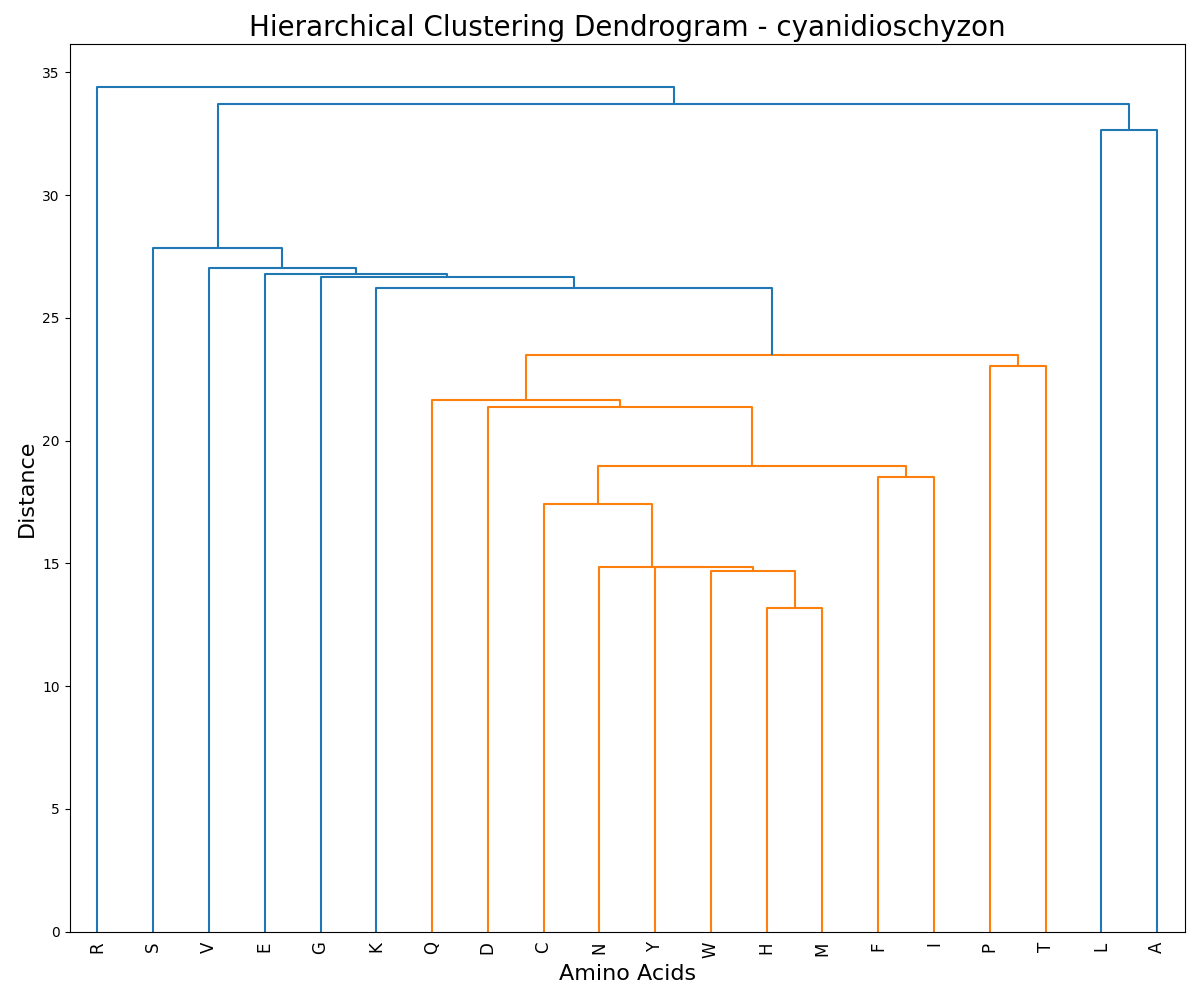 Hierarchical Clustering Dendrogram - cyanidioschyzon
35
30
25
20
15
10
5
0
Distance
R S V E G K Q D C N Y W H M F I P T L A
Amino Acids